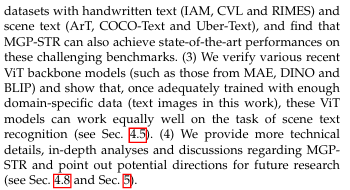 datasets with handwritten text (IAM, CVL and RIMES) and
scene text (ArT, COCO-Text and Uber-Text), and find that
MGP-STR can also achieve state-of-the-art performances on
these challenging benchmarks. (3) We verify various recent
ViT backbone models (such as those from MAE, DINO and
BLIP) and show that, once adequately trained with enough
domain-specific data (text images in this work), these ViT
models can work equally well on the task of scene text
recognition (see Sec. 4.5). (4) We provide more technical
details, in-depth analyses and discussions regarding MGP-
STR and point out potential directions for future research
(see Sec. 4.8 and Sec. 5).